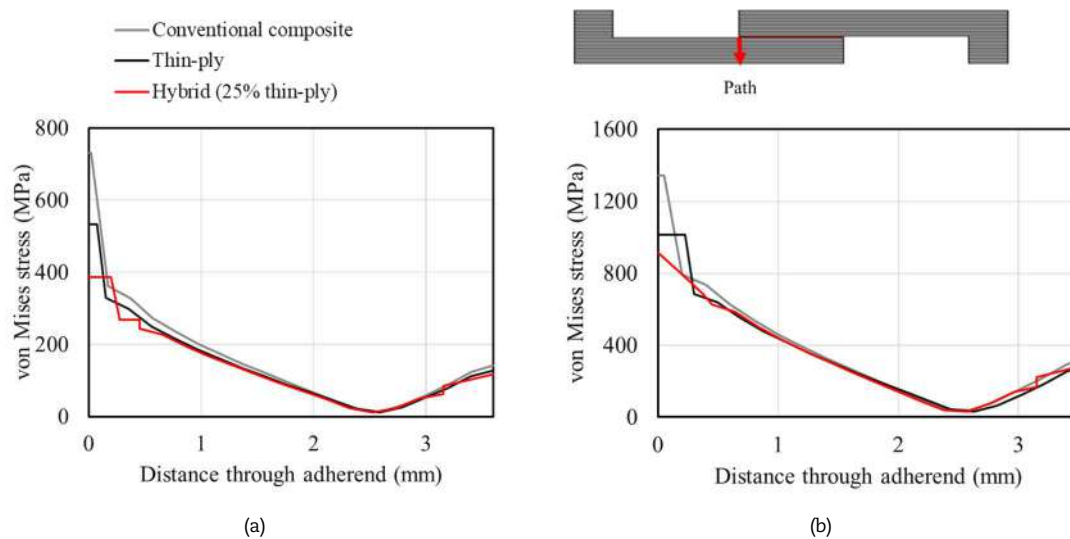 Conventional composite
Thin-ply
Hybrid (25% thin-ply)
Path
800
600
400
200
0
von Mises stress (MPa)
0 1 2 3
Distance through adherend (mm)
(a)
1600
1200
800
400
0
von Mises stress (MPa)
0 1 2 3
Distance through adherend (mm)
(b)